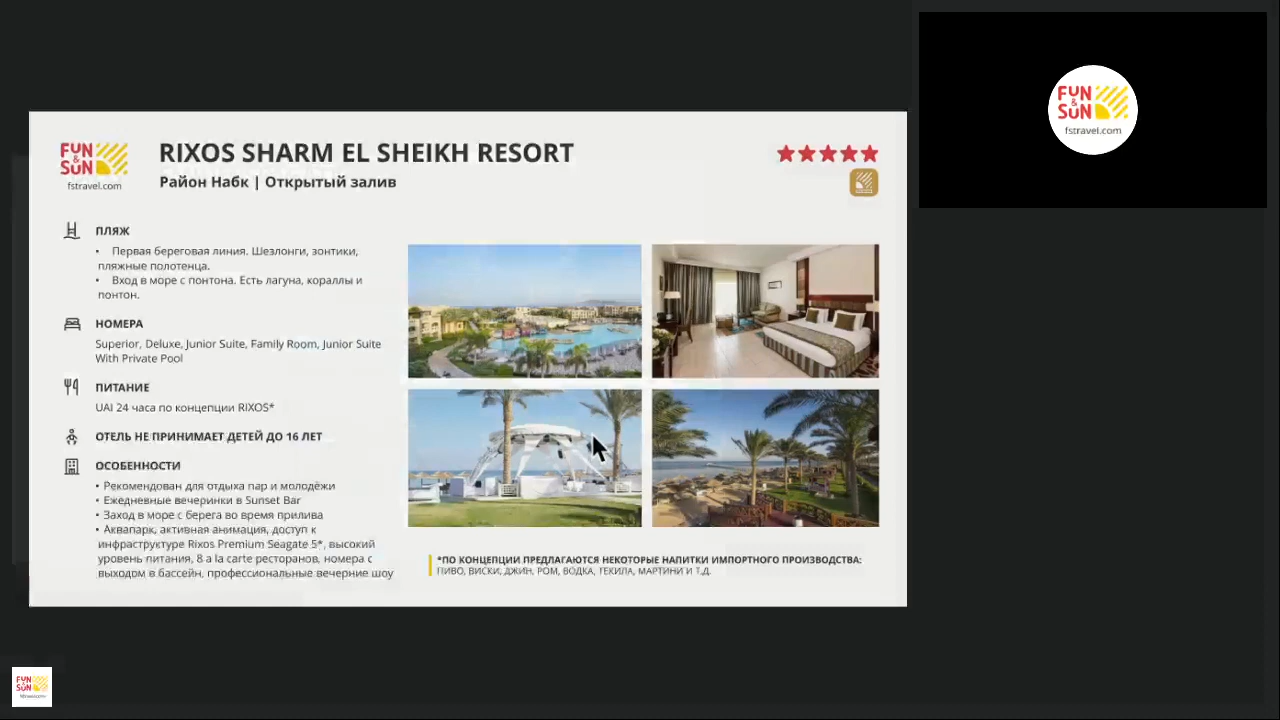 FUN
&
SUN
fstravel.com
RIXOS SHARM EL SHEIKH RESORT
Район Набк | Открытый залив
ПЛЯЖ
• Первая береговая линия. Шезлонги, зонтики,
пляжные полотенца.
• Вход в море с понтона. Есть лагуна, кораллы и
понтон.
НОМЕРА
Superior, Deluxe, Junior Suite, Family Room, Junior Suite
With Private Pool
ПИТАНИЕ
UAI 24 часа по концепции RIXOS*
ОТЕЛЬ НЕ ПРИНИМАЕТ ДЕТЕЙ ДО 16 ЛЕТ
ОСОБЕННОСТИ
• Рекомендован для отдыха пар и молодёжи
• Ежедневные вечеринки в Sunset Bar
• Заход в море с берега во время прилива
• Аквапарк, активная анимация, доступ к
инфраструктуре Rixos Premium Seagate 5*, высокий
уровень питания, 8 a la carte ресторанов, номера с
выходом в бассейн, профессиональные вечерние шоу
*ПО КОНЦЕПЦИИ ПРЕДЛАГАЮТСЯ НЕКОТОРЫЕ НАПИТКИ ИМПОРТНОГО ПРОИЗВОДСТВА:
ПИВО, ВИСКИ, ДЖИН, РОМ, ВОДКА, ТЕКИЛА, МАРТИНИ И Т.Д.
FUN
&
SUN
fstravel.com
FUN
&
SUN
fstravel.com